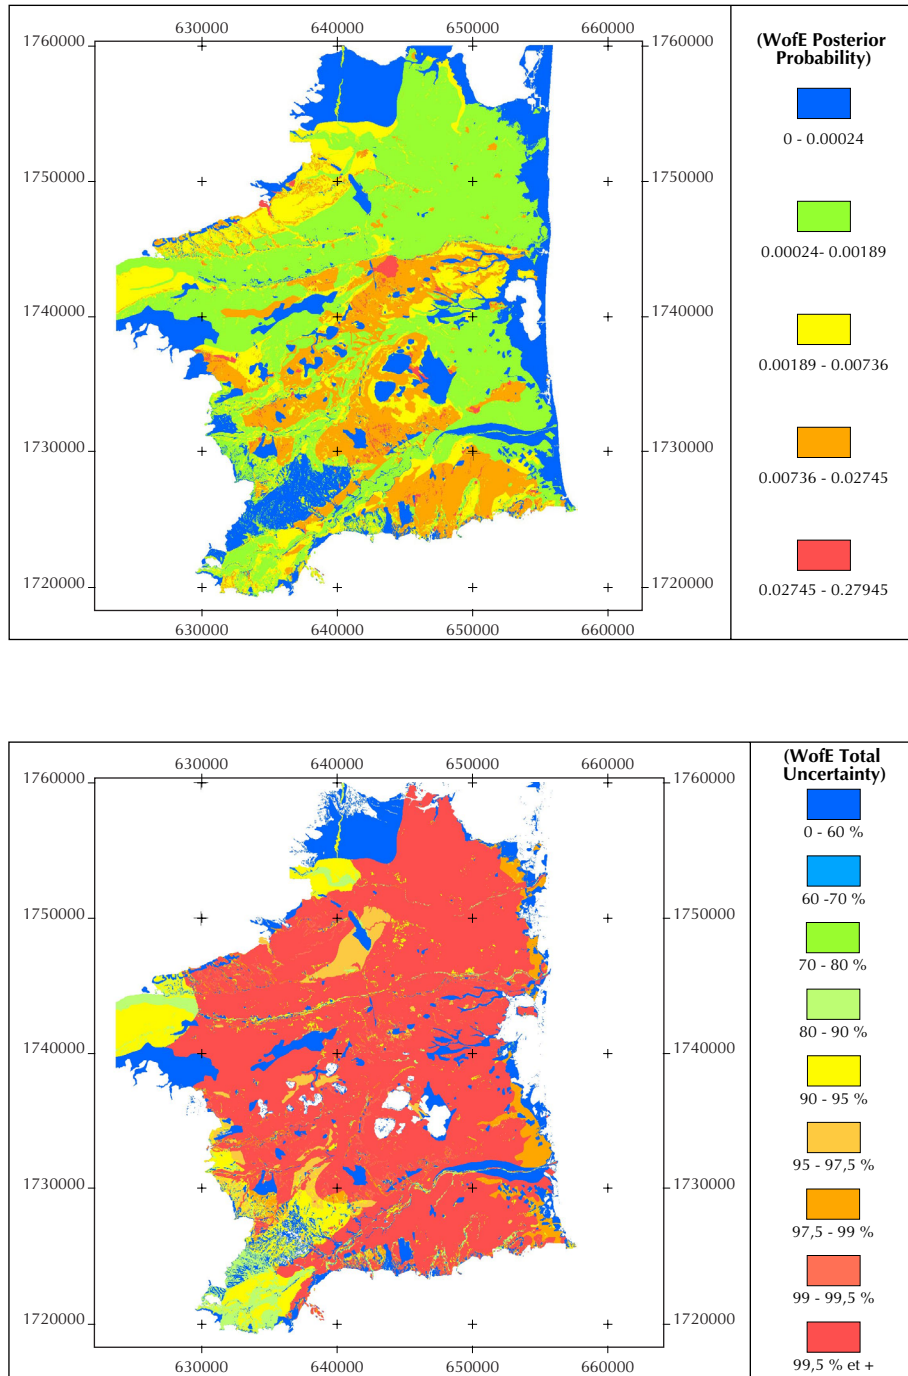 630000 640000 650000 660000
1760000 1760000
1750000 1750000
1740000 1740000
1730000 1730000
1720000 1720000
630000 640000 650000 660000
(WofE Posterior
Probability)
0 - 0.00024
0.00024- 0.00189
0.00189 - 0.00736
0.00736 - 0.02745
0.02745 - 0.27945
630000 640000 650000 660000
1760000 1760000
1750000 1750000
1740000 1740000
1730000 1730000
1720000 1720000
630000 640000 650000 660000
(WofE Total
Uncertainty)
0 - 60 %
60 -70 %
70 - 80 %
80 - 90 %
90 - 95 %
95 - 97,5 %
97,5 - 99 %
99 - 99,5 %
99,5 % et +